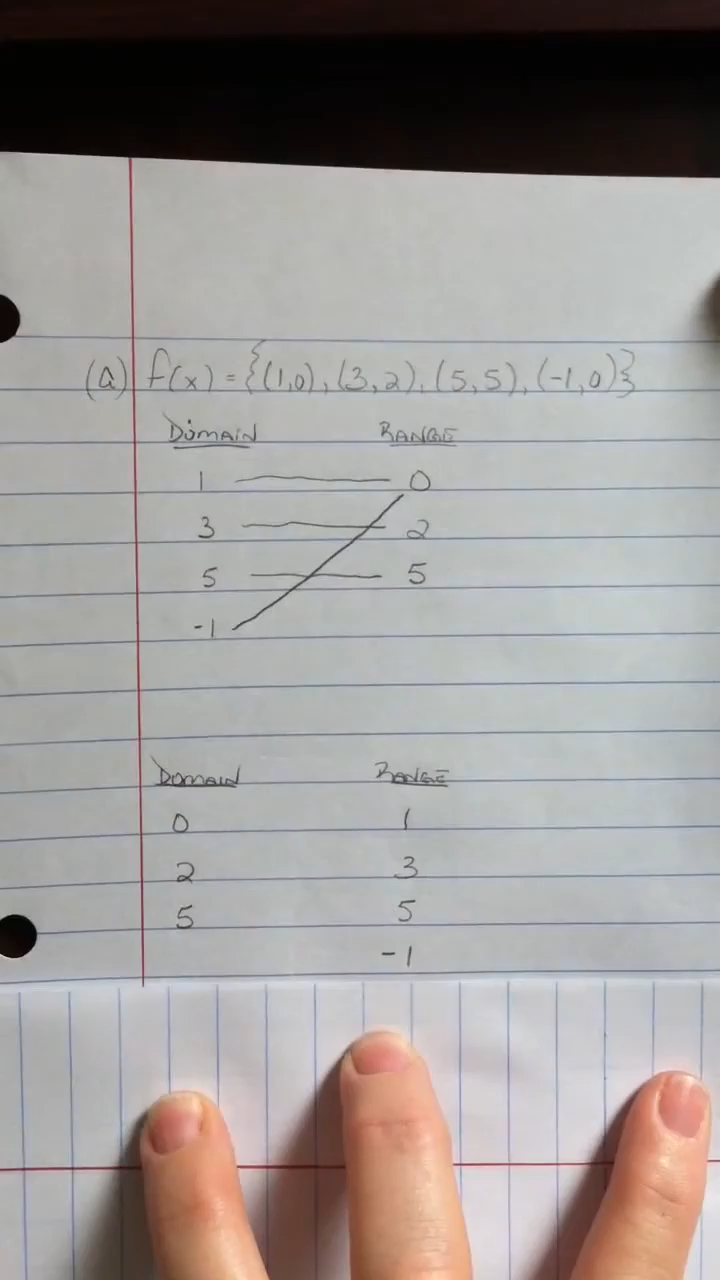 (a) f(x) = {(1,0), (3,2), (5,5), (-1,0)}
DOMAIN RANGE
1 0
3 2
5 5
-1
DOMAIN RANGE
0 1
2 3
5 5
-1